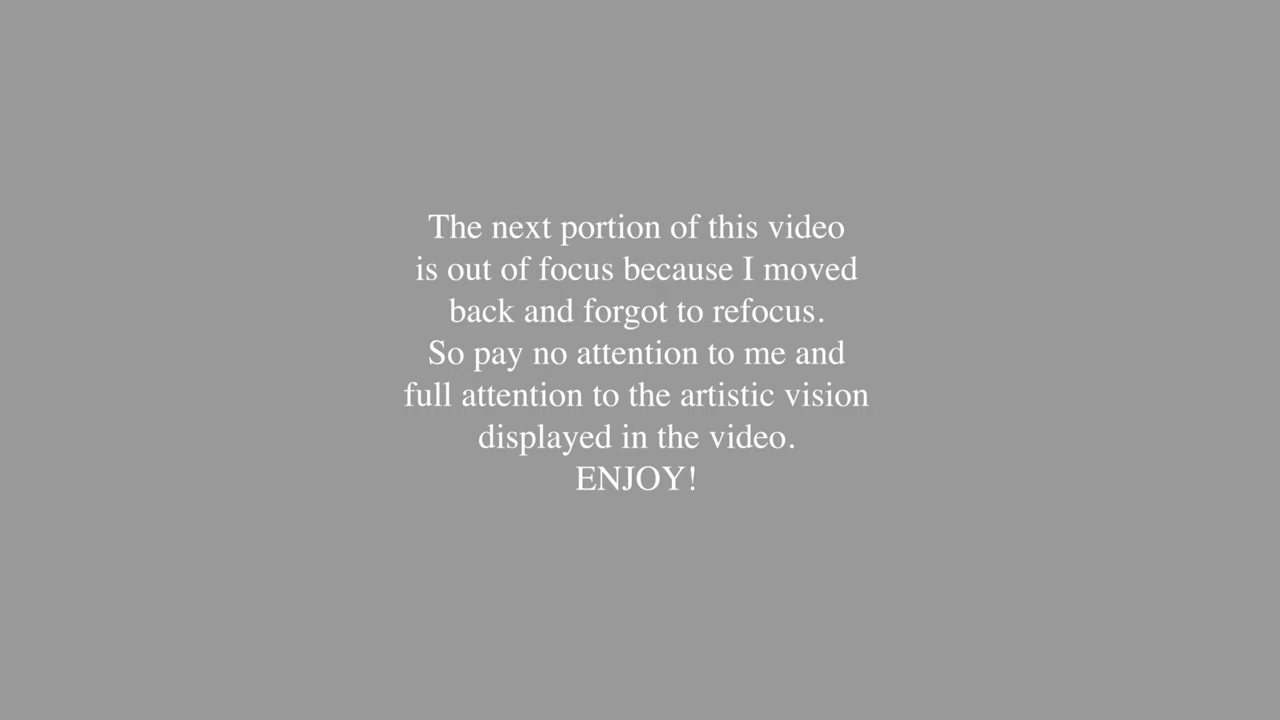 The next portion of this video
is out of focus because I moved
back and forgot to refocus.
So pay no attention to me and
full attention to the artistic vision
displayed in the video.
ENJOY!